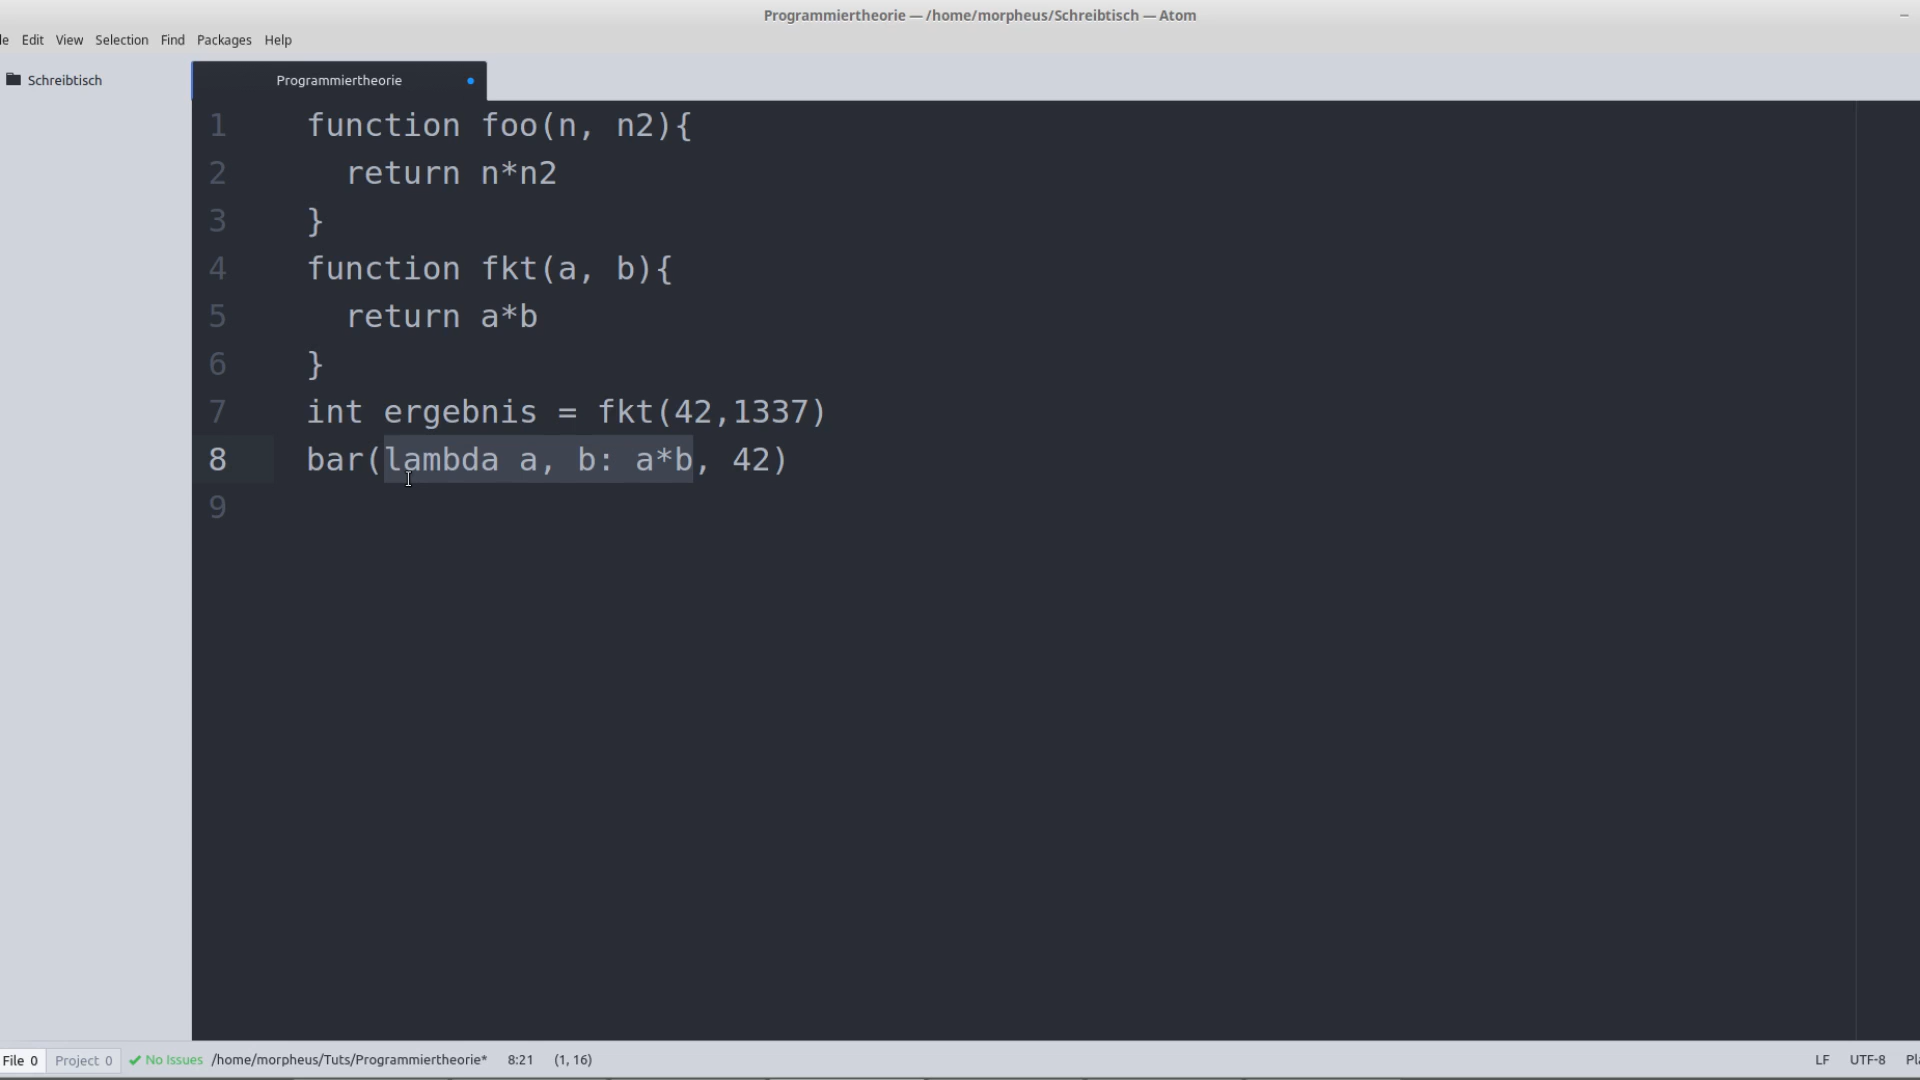 Programmiertheorie — /home/morpheus/Schreibtisch — Atom
le Edit View Selection Find Packages Help
Schreibtisch
Programmiertheorie
1 function foo(n, n2){
2   return n*n2
3 }
4 function fkt(a, b){
5   return a*b
6 }
7 int ergebnis = fkt(42,1337)
8 bar(lambda a, b: a*b, 42)
9
File 0 Project 0 No Issues /home/morpheus/Tuts/Programmiertheorie* 8:21 (1, 16) LF UTF-8 Pla